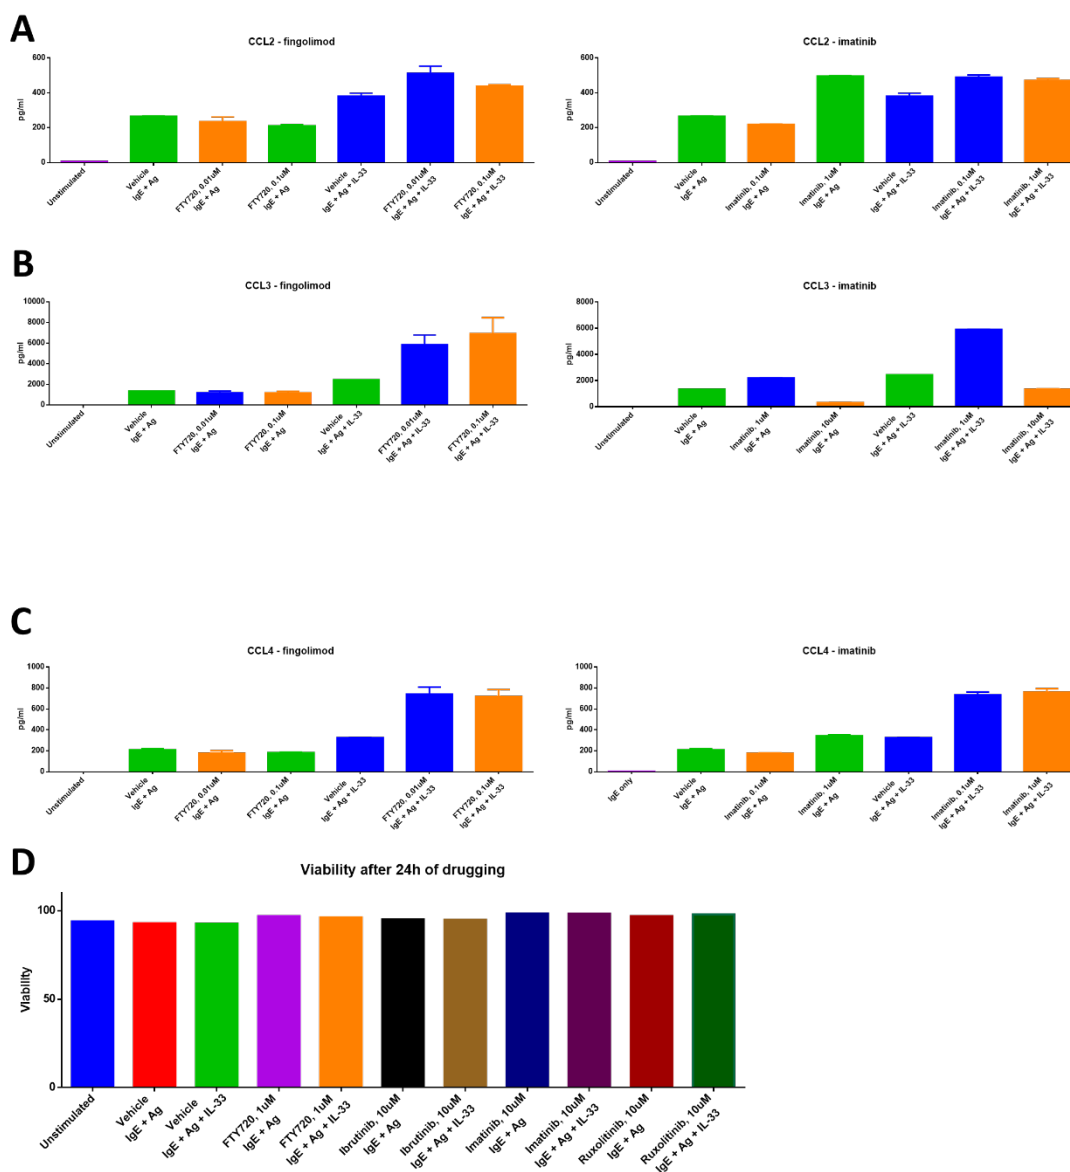 A
CCL2 - fingolimod
600
400
200
0
pg/ml
Unstimulated
Vehicle
IgE + Ag
FTY720, 0.01uM
IgE + Ag
FTY720, 0.1uM
IgE + Ag
Vehicle
IgE + Ag + IL-33
FTY720, 0.01uM
IgE + Ag + IL-33
FTY720, 0.1uM
IgE + Ag + IL-33
CCL2 - imatinib
600
400
200
0
pg/ml
Unstimulated
Vehicle
IgE + Ag
Imatinib, 0.1uM
IgE + Ag
Imatinib, 1uM
IgE + Ag
Vehicle
IgE + Ag + IL-33
Imatinib, 0.1uM
IgE + Ag + IL-33
Imatinib, 1uM
IgE + Ag + IL-33
B
CCL3 - fingolimod
10000
8000
6000
4000
2000
0
pg/ml
Unstimulated
Vehicle
IgE + Ag
FTY720, 0.01uM
IgE + Ag
FTY720, 0.1uM
IgE + Ag
Vehicle
IgE + Ag + IL-33
FTY720, 0.01uM
IgE + Ag + IL-33
FTY720, 0.1uM
IgE + Ag + IL-33
CCL3 - imatinib
8000
6000
4000
2000
0
pg/ml
Unstimulated
Vehicle
IgE + Ag
Imatinib, 1uM
IgE + Ag
Imatinib, 10uM
IgE + Ag
Vehicle
IgE + Ag + IL-33
Imatinib, 1uM
IgE + Ag + IL-33
Imatinib, 10uM
IgE + Ag + IL-33
C
CCL4 - fingolimod
1000
800
600
400
200
0
pg/ml
Unstimulated
Vehicle
IgE + Ag
FTY720, 0.01uM
IgE + Ag
FTY720, 0.1uM
IgE + Ag
Vehicle
IgE + Ag + IL-33
FTY720, 0.01uM
IgE + Ag + IL-33
FTY720, 0.1uM
IgE + Ag + IL-33
CCL4 - imatinib
1000
800
600
400
200
0
pg/ml
IgE only
Vehicle
IgE + Ag
Imatinib, 0.1uM
IgE + Ag
Imatinib, 1uM
IgE + Ag
Vehicle
IgE + Ag + IL-33
Imatinib, 0.1uM
IgE + Ag + IL-33
Imatinib, 1uM
IgE + Ag + IL-33
D
Viability after 24h of drugging
100
50
0
Viability
Unstimulated
Vehicle
IgE + Ag
Vehicle
IgE + Ag + IL-33
FTY720, 1uM
IgE + Ag
FTY720, 1uM
IgE + Ag + IL-33
Ibrutinib, 10uM
IgE + Ag
Ibrutinib, 10uM
IgE + Ag + IL-33
Imatinib, 10uM
IgE + Ag
Imatinib, 10uM
IgE + Ag + IL-33
Ruxolitinib, 10uM
IgE + Ag
Ruxolitinib, 10uM
IgE + Ag + IL-33